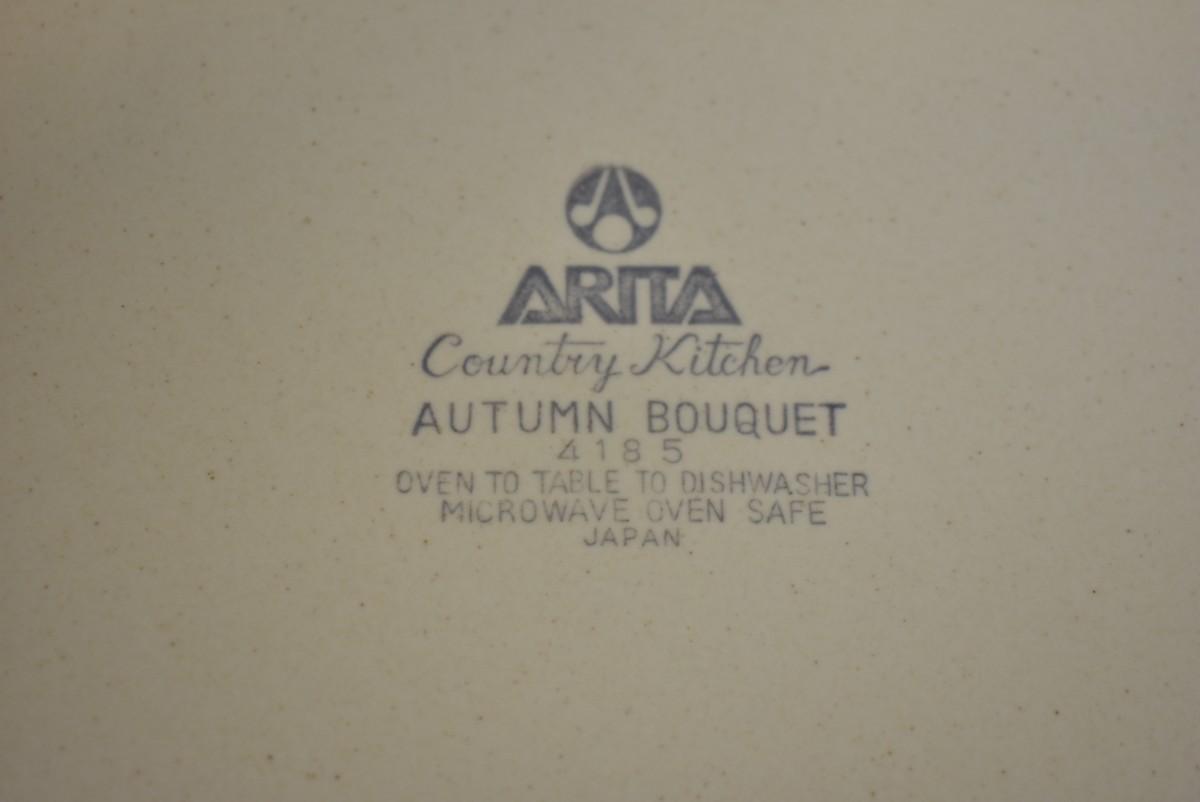 ARITA
Country Kitchen
AUTUMN BOUQUET
4185
OVEN TO TABLE TO DISHWASHER
MICROWAVE OVEN SAFE
JAPAN